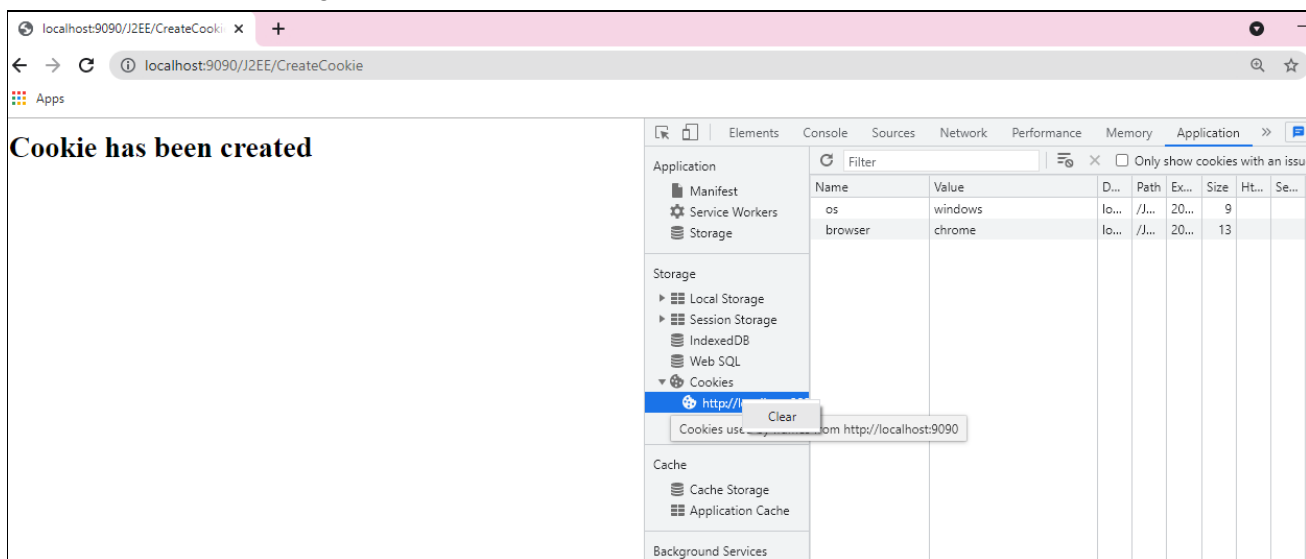 localhost:9090/J2EE/CreateCooki
localhost:9090/J2EE/CreateCookie
Apps
Cookie has been created
Elements Console Sources Network Performance Memory Application
Application
Manifest
Service Workers
Storage
Storage
Local Storage
Session Storage
IndexedDB
Web SQL
Cookies
http://l
Clear
Cookies used by from http://localhost:9090
Cache
Cache Storage
Application Cache
Background Services
Filter Only show cookies with an issu
Name Value D... Path Ex... Size Ht... Se...
os windows lo... /J... 20... 9
browser chrome lo... /J... 20... 13